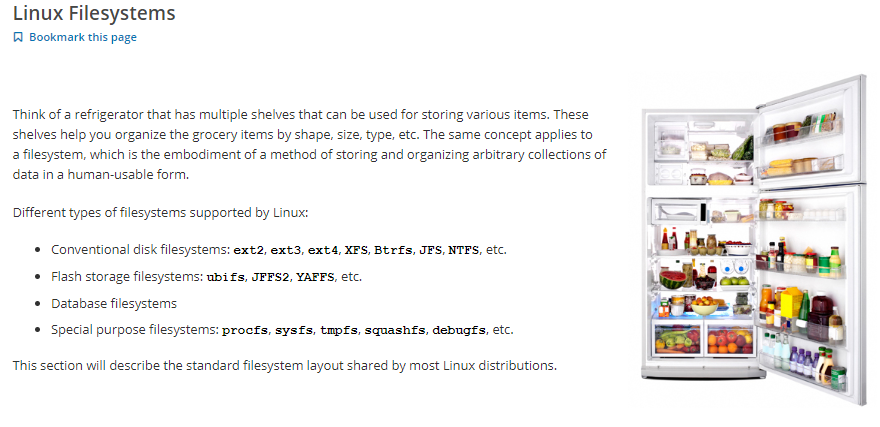 Linux Filesystems
Bookmark this page
Think of a refrigerator that has multiple shelves that can be used for storing various items. These
shelves help you organize the grocery items by shape, size, type, etc. The same concept applies to
a filesystem, which is the embodiment of a method of storing and organizing arbitrary collections of
data in a human-usable form.
Different types of filesystems supported by Linux:
• Conventional disk filesystems: ext2, ext3, ext4, XFS, Btrfs, JFS, NTFS, etc.
• Flash storage filesystems: ubifs, JFFS2, YAFFS, etc.
• Database filesystems
• Special purpose filesystems: procfs, sysfs, tmpfs, squashfs, debugfs, etc.
This section will describe the standard filesystem layout shared by most Linux distributions.